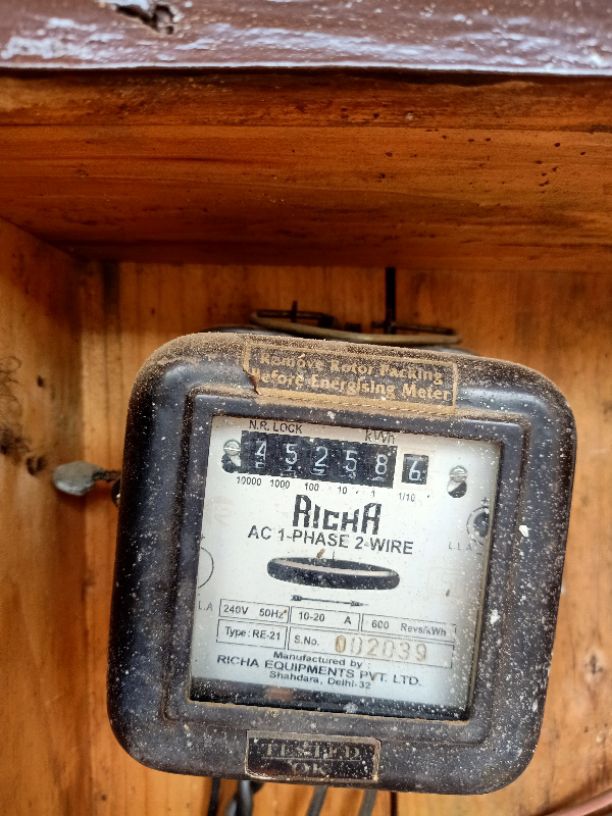 Remove Rotor Packing
Before Energising Meter
N.R. LOCK kWh
4 5 2 5 8
10000 1000 100 10 1 1/10
RICHA
AC 1-PHASE 2-WIRE
L.A
L.L.A
240V 50Hz 10-20 A 600 Revs/kWh
Type: RE-21 S.No. 002039
Manufactured by
RICHA EQUIPMENTS PVT. LTD.
Shahdara, Delhi-32
TESTED
OK